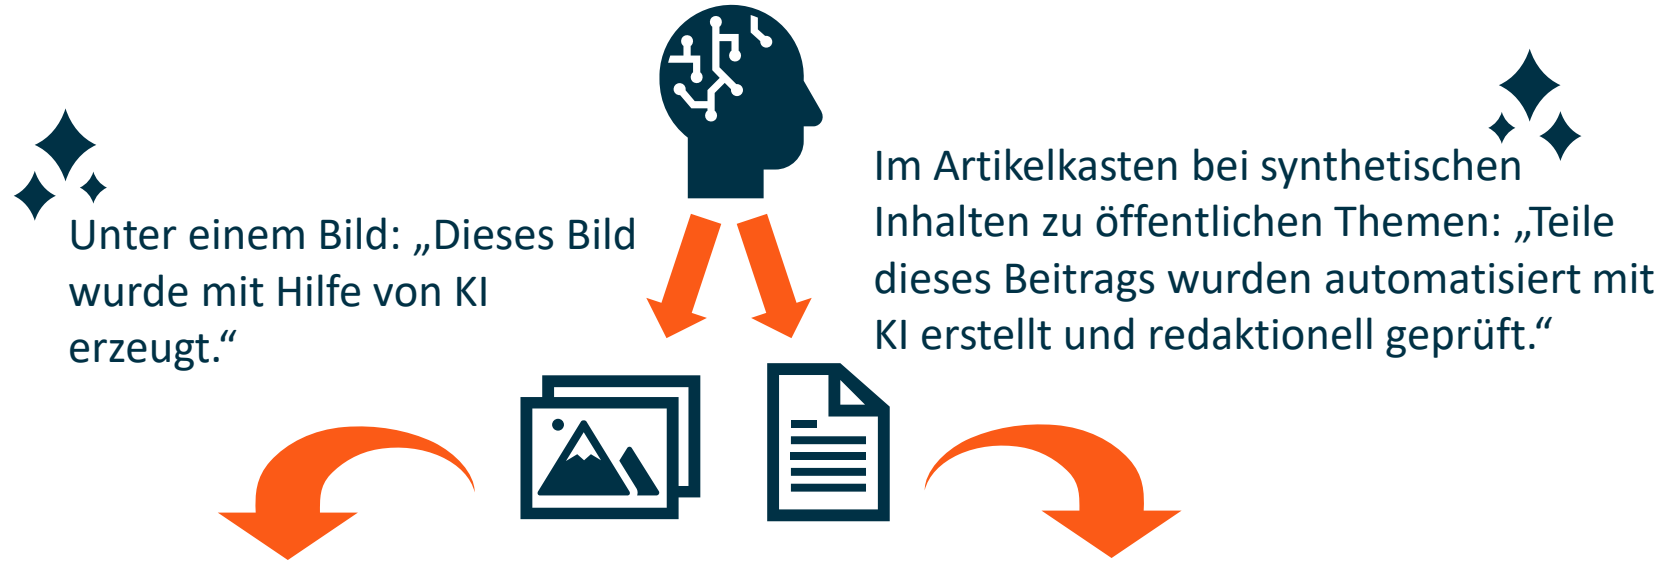 Unter einem Bild: „Dieses Bild
wurde mit Hilfe von KI
erzeugt.“
Im Artikelkasten bei synthetischen
Inhalten zu öffentlichen Themen: „Teile
dieses Beitrags wurden automatisiert mit
KI erstellt und redaktionell geprüft.“